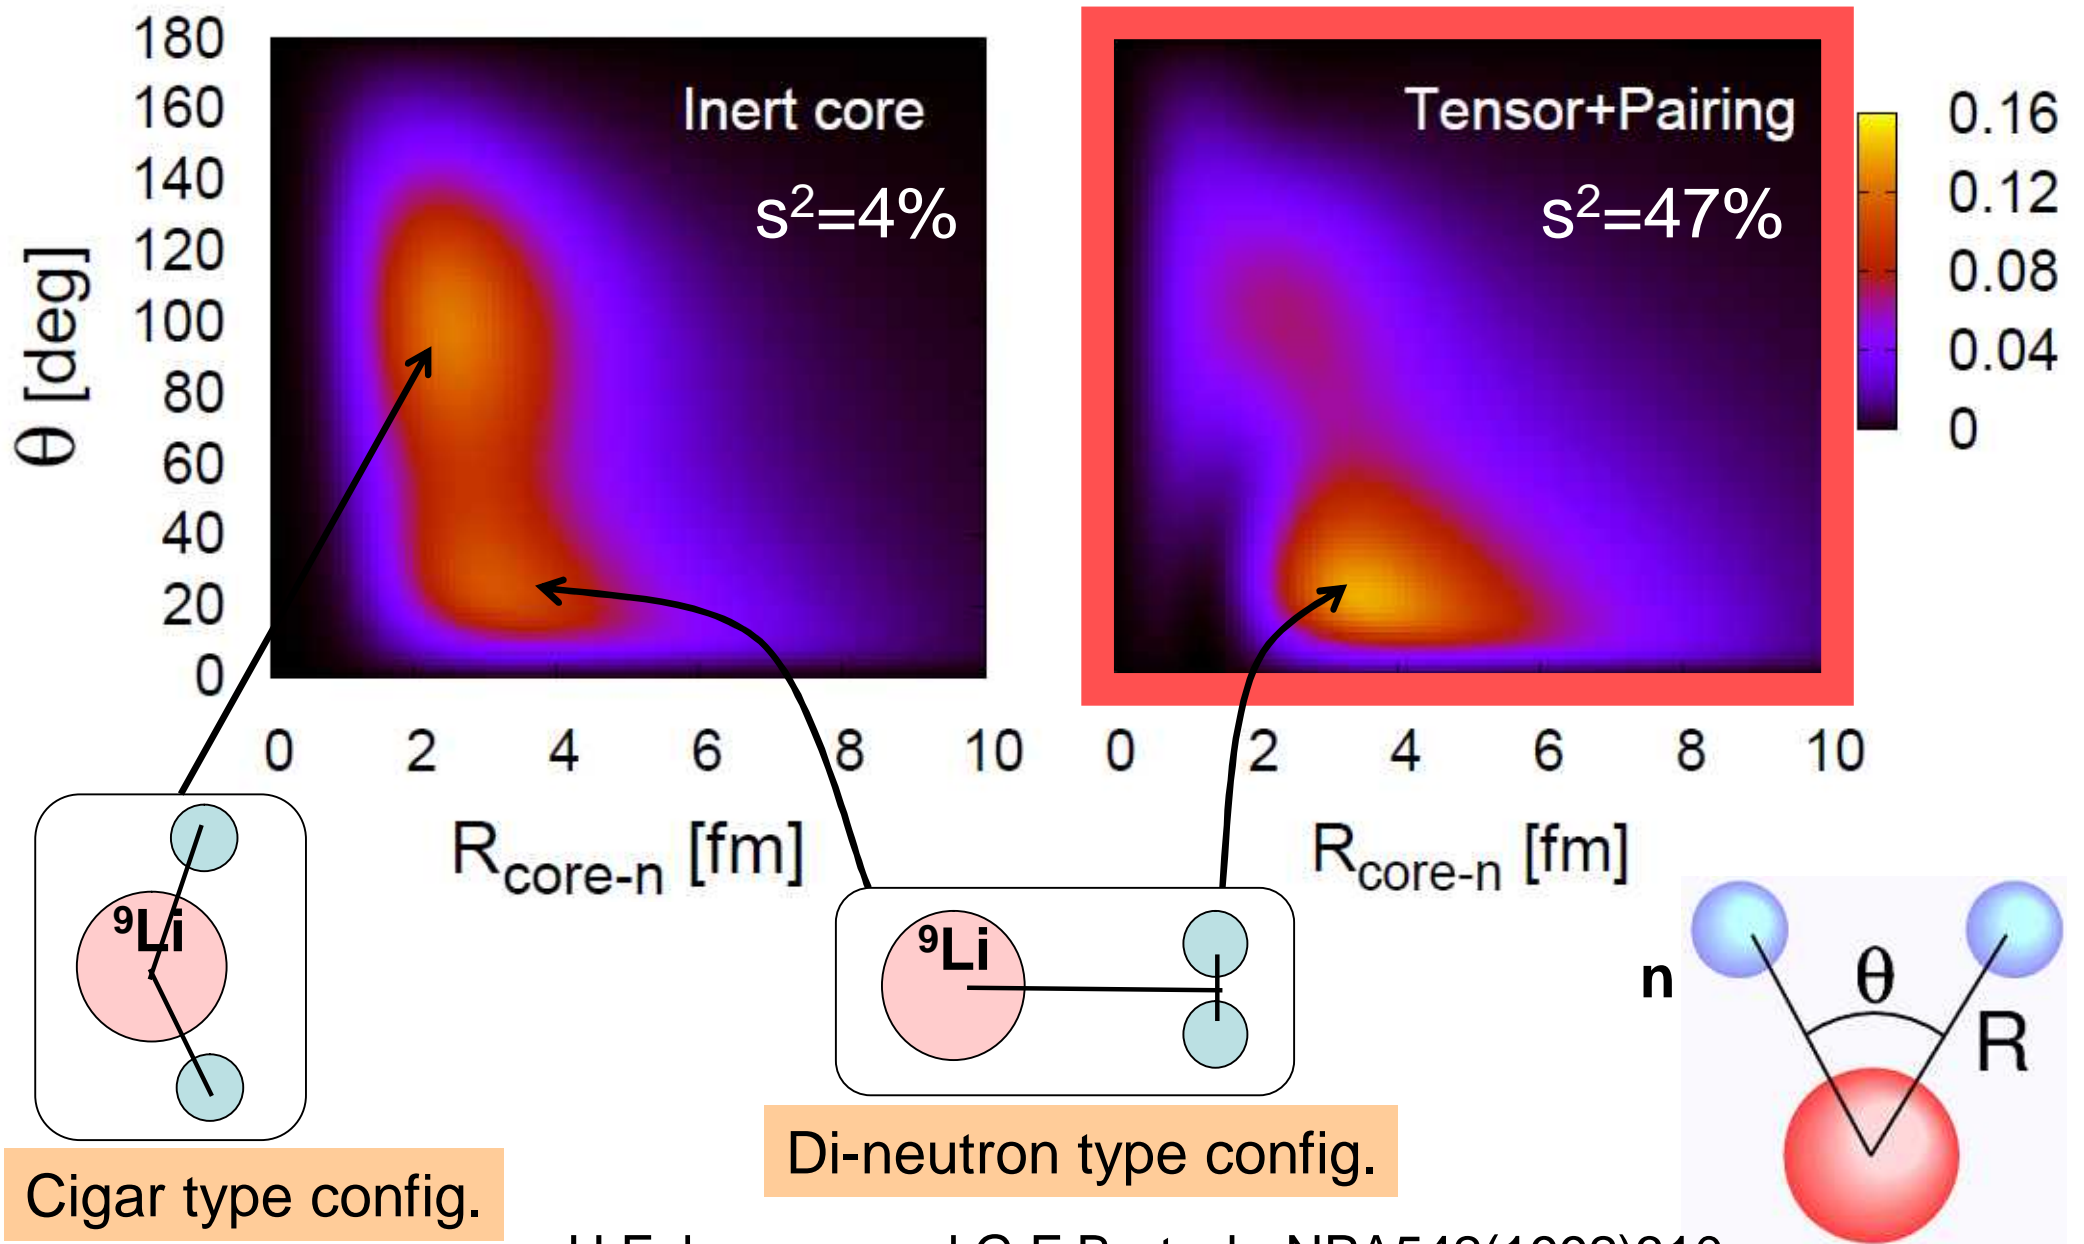 180
160
140
120
100
80
60
40
20
0
θ [deg]
Inert core
s²=4%
Tensor+Pairing
s²=47%
0.16
0.12
0.08
0.04
0
0 2 4 6 8 10
0 2 4 6 8 10
R_core-n [fm]
R_core-n [fm]
⁹Li
⁹Li
n
θ
R
Di-neutron type config.
Cigar type config.